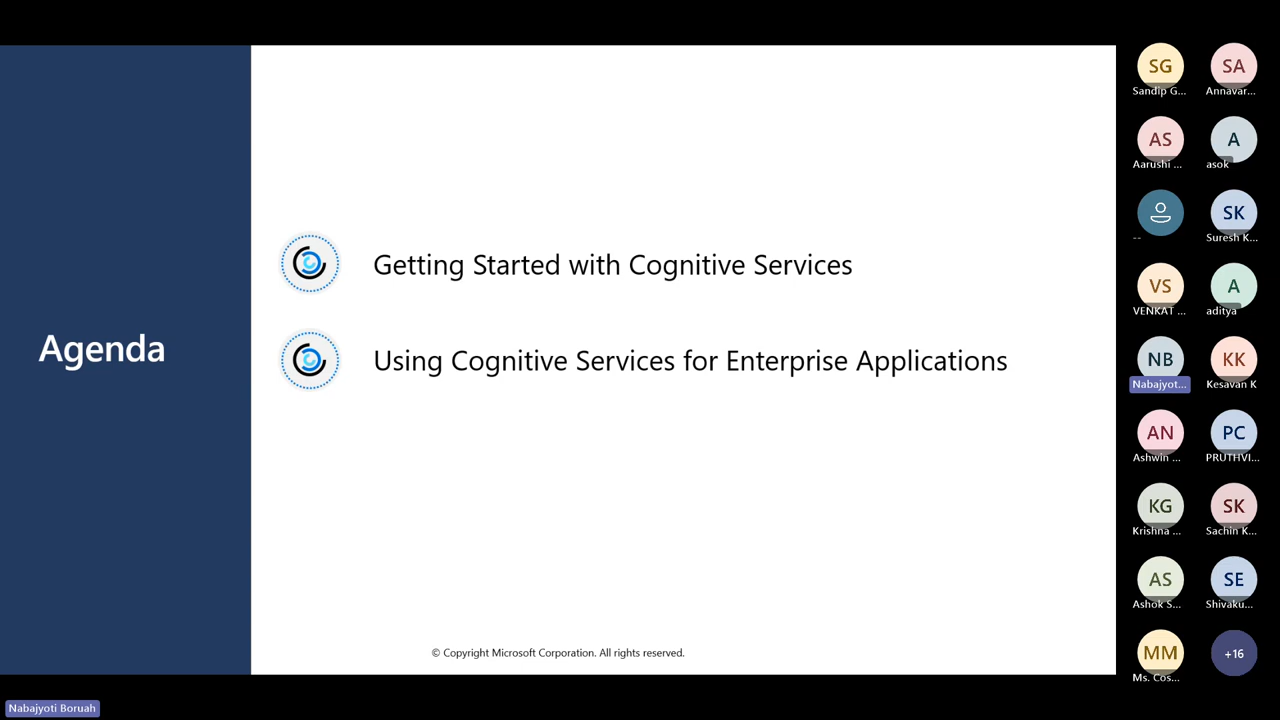 Agenda
Getting Started with Cognitive Services
Using Cognitive Services for Enterprise Applications
© Copyright Microsoft Corporation. All rights reserved.
SG
Sandip G...
SA
Annavar...
AS
Aarushi ...
A
asok
--
SK
Suresh K...
VS
VENKAT ...
A
aditya
NB
Nabajyot...
KK
Kesavan K
AN
Ashwin ...
PC
PRUTHVI...
KG
Krishna ...
SK
Sachin K...
AS
Ashok S...
SE
Shivaku...
MM
Ms. Cos...
+16
Nabajyoti Boruah